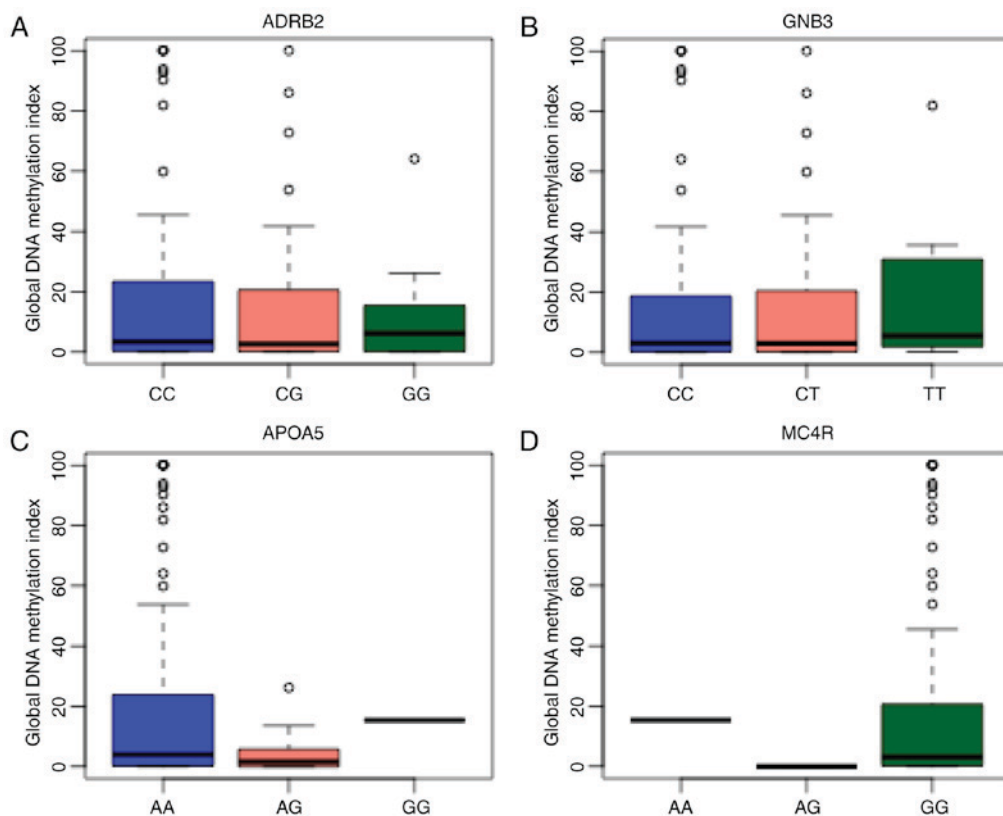 A
ADRB2
Global DNA methylation index
100
80
60
40
20
0
CC
CG
GG
B
GNB3
Global DNA methylation index
100
80
60
40
20
0
CC
CT
TT
C
APOA5
Global DNA methylation index
100
80
60
40
20
0
AA
AG
GG
D
MC4R
Global DNA methylation index
100
80
60
40
20
0
AA
AG
GG